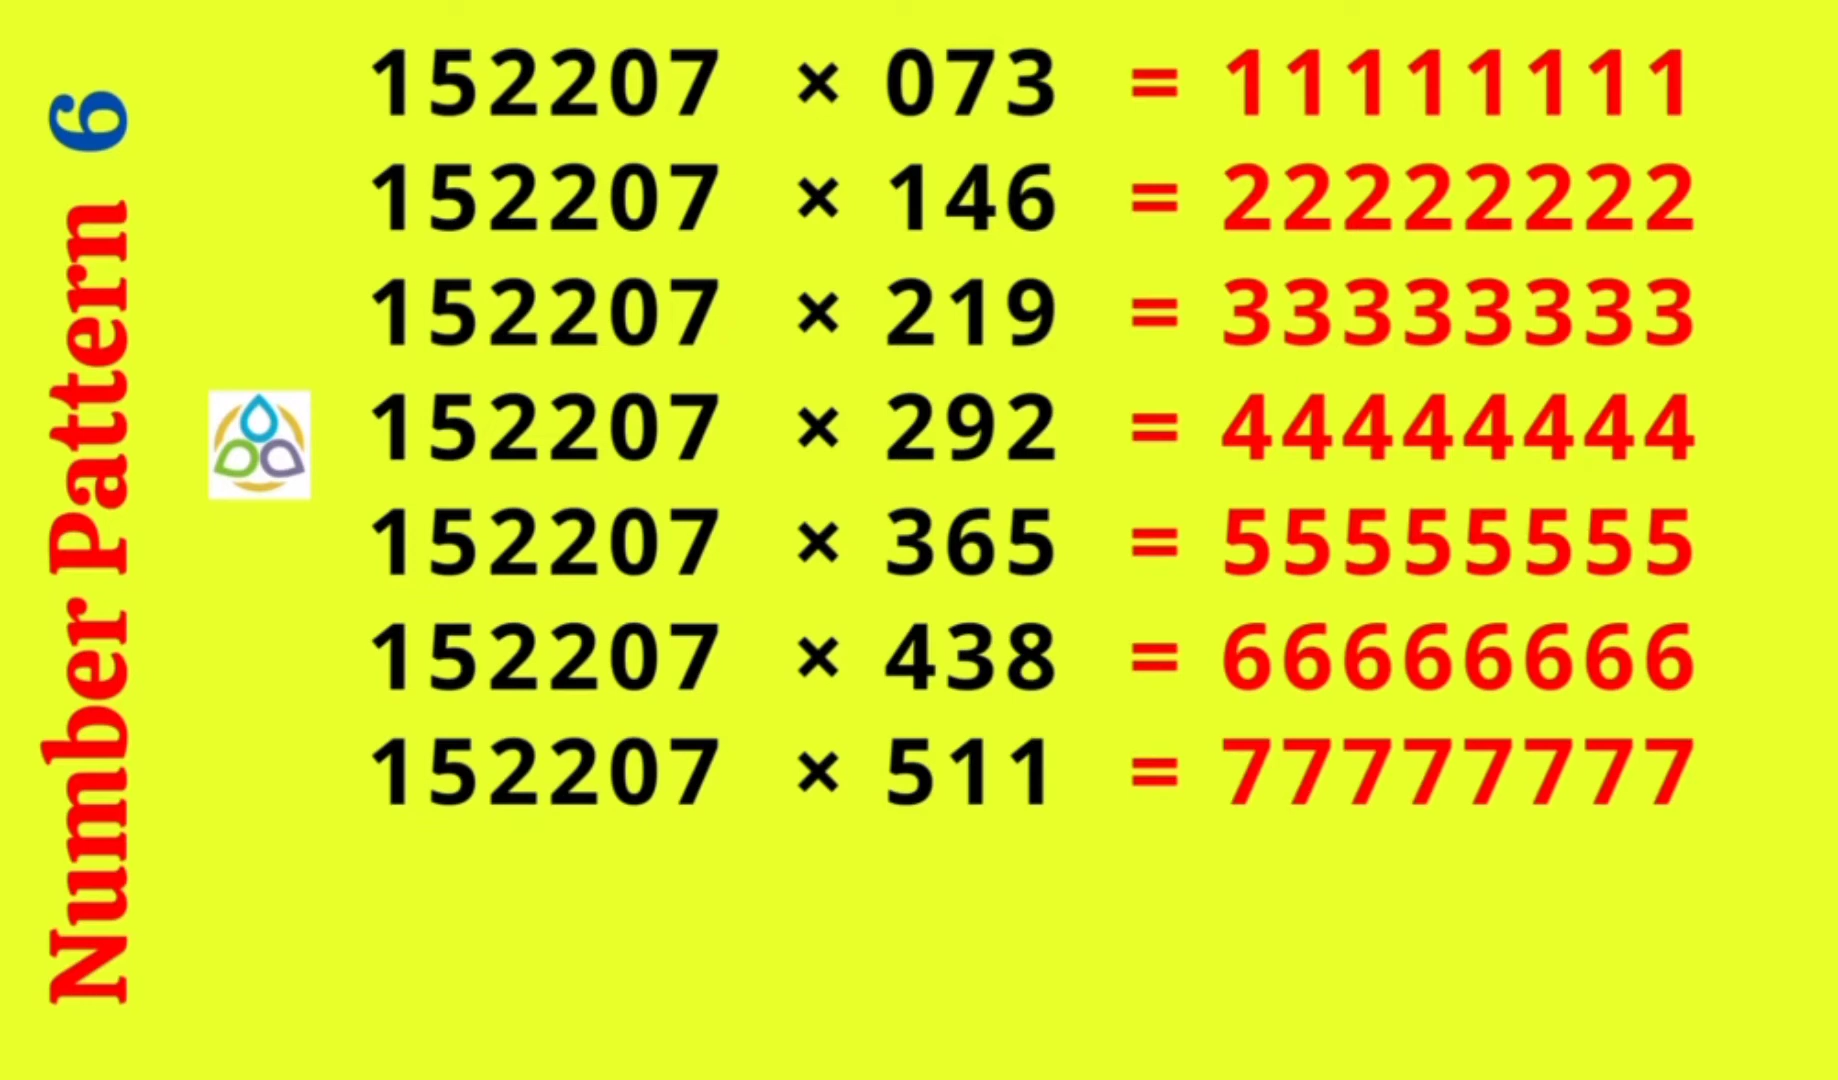 Number Pattern 6
152207 × 073 = 11111111
152207 × 146 = 22222222
152207 × 219 = 33333333
152207 × 292 = 44444444
152207 × 365 = 55555555
152207 × 438 = 66666666
152207 × 511 = 77777777